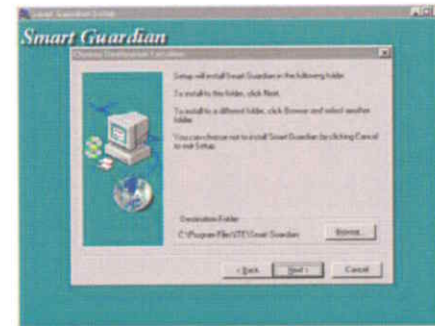 Smart Guardian Setup
Smart Guardian
Choose Destination Location
Setup will install Smart Guardian in the following folder.
To install to this folder, click Next.
To install to a different folder, click Browse and select another
folder.
You can choose not to install Smart Guardian by clicking Cancel
to exit Setup.
Destination Folder
C:\Program Files\ITE\Smart Guardian
Browse...
< Back
Next >
Cancel